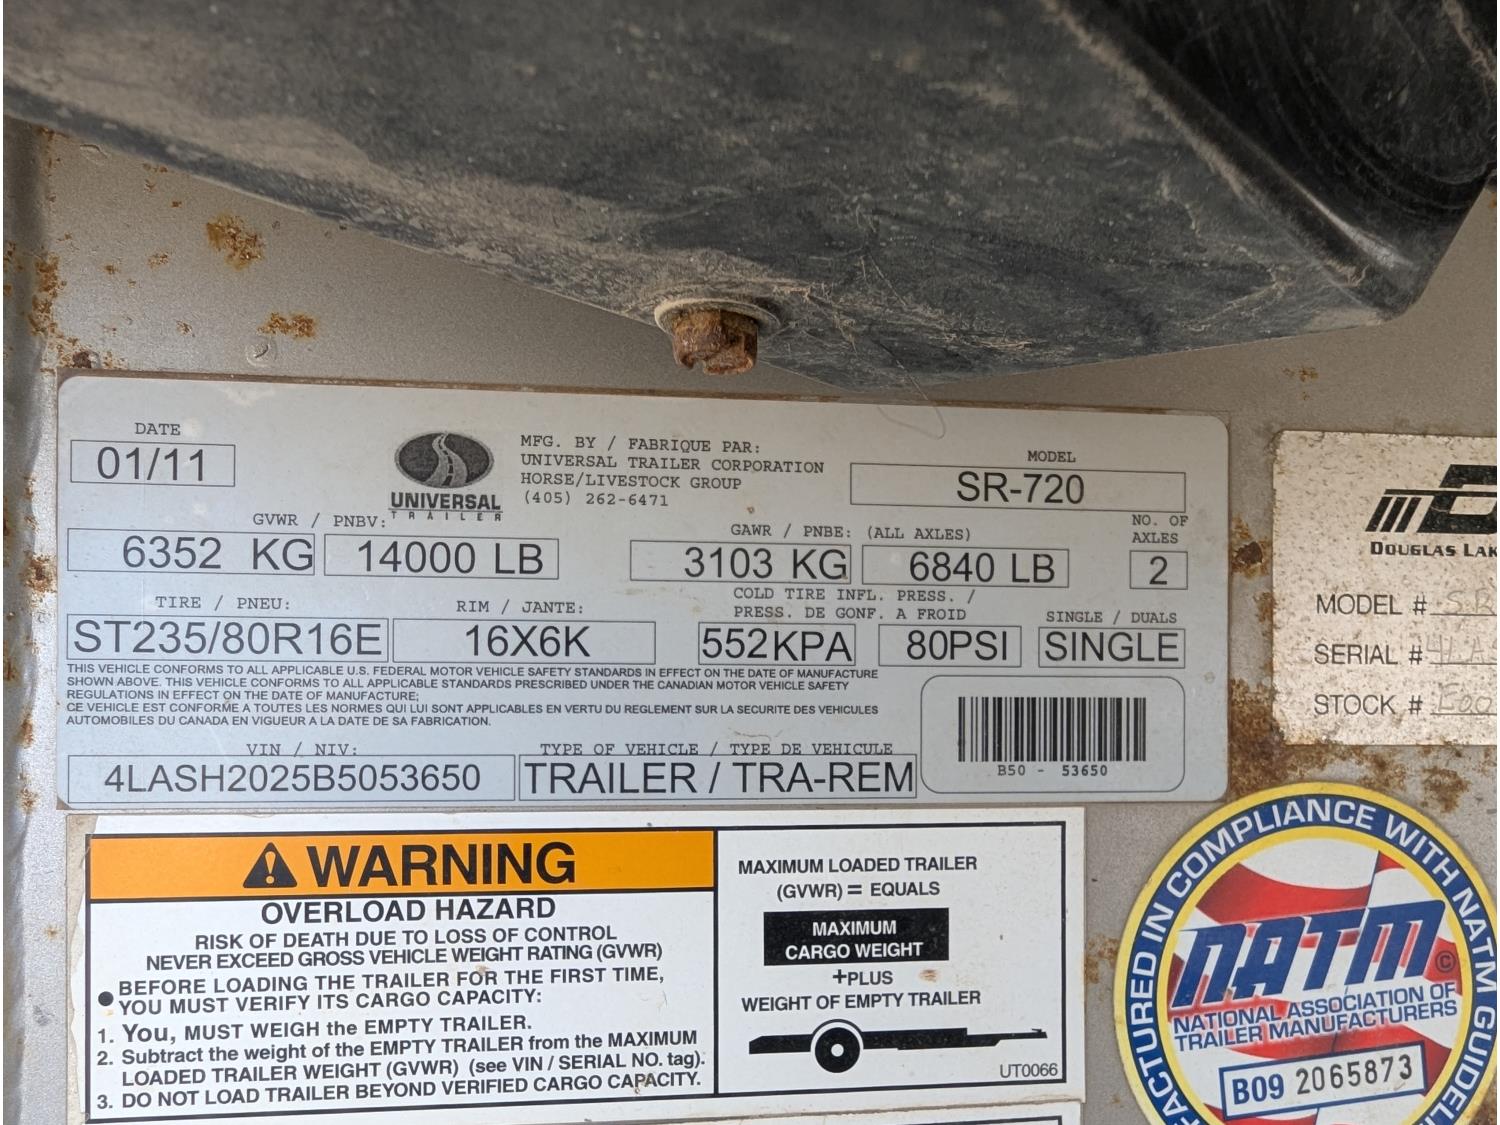 DATE
01/11
UNIVERSAL
TRAILER
MFG. BY / FABRIQUE PAR:
UNIVERSAL TRAILER CORPORATION
HORSE/LIVESTOCK GROUP
(405) 262-6471
MODEL
SR-720
GVWR / PNBV:
6352 KG 14000 LB
GAWR / PNBE: (ALL AXLES)
3103 KG 6840 LB
NO. OF
AXLES
2
TIRE / PNEU:
ST235/80R16E
RIM / JANTE:
16X6K
COLD TIRE INFL. PRESS. /
PRESS. DE GONF. A FROID
552KPA 80PSI
SINGLE / DUALS
SINGLE
THIS VEHICLE CONFORMS TO ALL APPLICABLE U.S. FEDERAL MOTOR VEHICLE SAFETY STANDARDS IN EFFECT ON THE DATE OF MANUFACTURE
SHOWN ABOVE. THIS VEHICLE CONFORMS TO ALL APPLICABLE STANDARDS PRESCRIBED UNDER THE CANADIAN MOTOR VEHICLE SAFETY
REGULATIONS IN EFFECT ON THE DATE OF MANUFACTURE;
CE VEHICLE EST CONFORME A TOUTES LES NORMES QUI LUI SONT APPLICABLES EN VERTU DU REGLEMENT SUR LA SECURITE DES VEHICULES
AUTOMOBILES DU CANADA EN VIGUEUR A LA DATE DE SA FABRICATION.
VIN / NIV:
4LASH2025B5053650
TYPE OF VEHICLE / TYPE DE VEHICULE
TRAILER / TRA-REM
B50 - 53650
DOUGLAS LAK
MODEL # SR
SERIAL # 4LAS
STOCK #
WARNING
OVERLOAD HAZARD
RISK OF DEATH DUE TO LOSS OF CONTROL
NEVER EXCEED GROSS VEHICLE WEIGHT RATING (GVWR)
● BEFORE LOADING THE TRAILER FOR THE FIRST TIME,
YOU MUST VERIFY ITS CARGO CAPACITY:
1. You, MUST WEIGH the EMPTY TRAILER.
2. Subtract the weight of the EMPTY TRAILER from the MAXIMUM
LOADED TRAILER WEIGHT (GVWR) (see VIN / SERIAL NO. tag).
3. DO NOT LOAD TRAILER BEYOND VERIFIED CARGO CAPACITY.
MAXIMUM LOADED TRAILER
(GVWR) = EQUALS
MAXIMUM
CARGO WEIGHT
+PLUS
WEIGHT OF EMPTY TRAILER
UT0066
FACTURED IN COMPLIANCE WITH NATM GUIDEL
NATM ©
NATIONAL ASSOCIATION OF
TRAILER MANUFACTURERS
B09 2065873